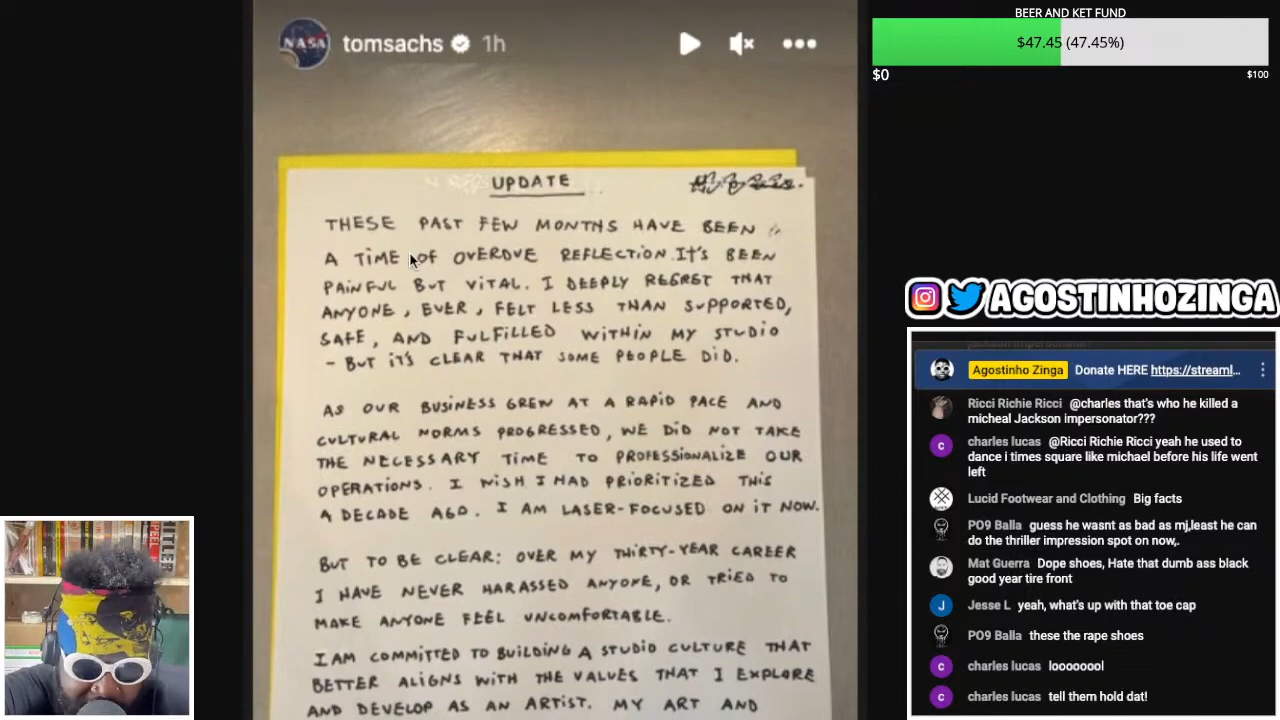 NASA
tomsachs 1h
UPDATE
THESE PAST FEW MONTHS HAVE BEEN
A TIME OF OVERDUE REFLECTION. IT'S BEEN
PAINFUL BUT VITAL. I DEEPLY REGRET THAT
ANYONE, EVER, FELT LESS THAN SUPPORTED,
SAFE, AND FULFILLED WITHIN MY STUDIO
- BUT IT'S CLEAR THAT SOME PEOPLE DID.
AS OUR BUSINESS GREW AT A RAPID PACE AND
CULTURAL NORMS PROGRESSED, WE DID NOT TAKE
THE NECESSARY TIME TO PROFESSIONALIZE OUR
OPERATIONS. I WISH I HAD PRIORITIZED THIS
A DECADE AGO. I AM LASER-FOCUSED ON IT NOW.
BUT TO BE CLEAR: OVER MY THIRTY-YEAR CAREER
I HAVE NEVER HARASSED ANYONE, OR TRIED TO
MAKE ANYONE FEEL UNCOMFORTABLE.
I AM COMMITTED TO BUILDING A STUDIO CULTURE THAT
BETTER ALIGNS WITH THE VALUES THAT I EXPLORE
AND DEVELOP AS AN ARTIST. MY ART AND
BEER AND KET FUND
$47.45 (47.45%)
$0 $100
AGOSTINHOZINGA
Agostinho Zinga Donate HERE https://streaml...
Ricci Richie Ricci @charles that's who he killed a
micheal Jackson impersonator???
charles lucas @Ricci Richie Ricci yeah he used to
dance i times square like michael before his life went
left
Lucid Footwear and Clothing Big facts
PO9 Balla guess he wasnt as bad as mj,least he can
do the thriller impression spot on now,.
Mat Guerra Dope shoes, Hate that dumb ass black
good year tire front
Jesse L yeah, what's up with that toe cap
PO9 Balla these the rape shoes
charles lucas looooool
charles lucas tell them hold dat!